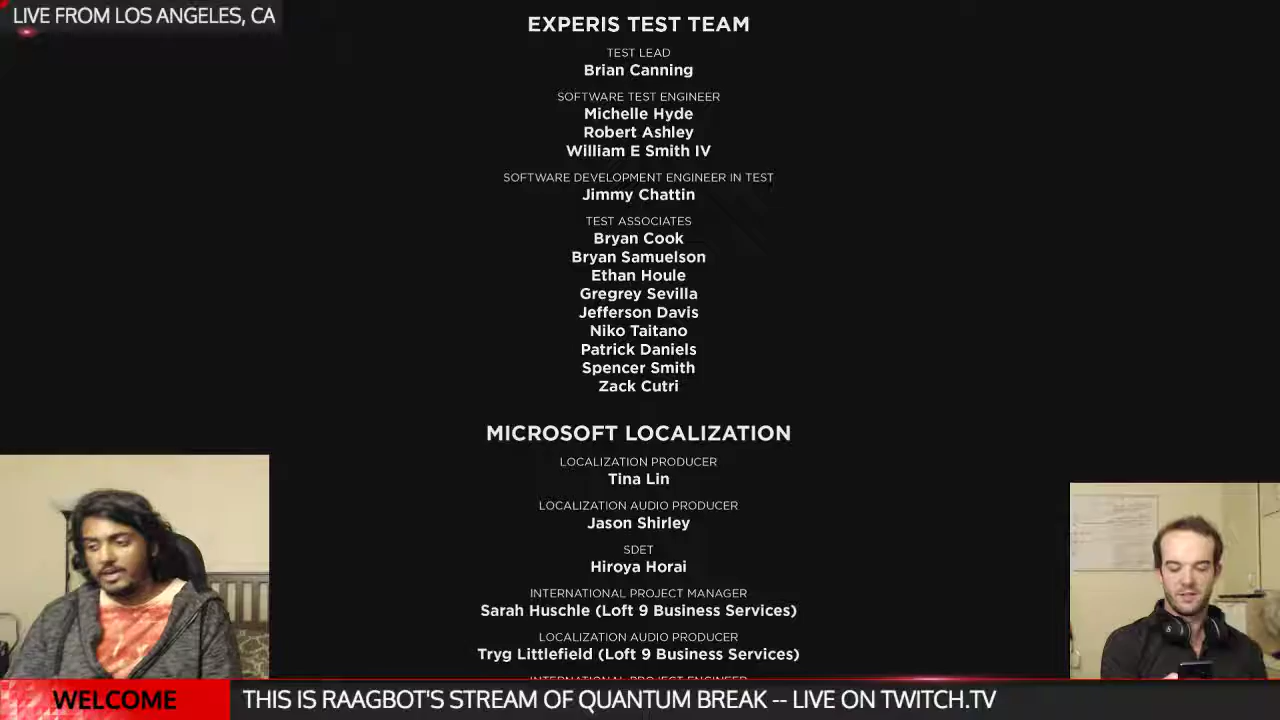 LIVE FROM LOS ANGELES, CA
EXPERIS TEST TEAM
TEST LEAD
Brian Canning
SOFTWARE TEST ENGINEER
Michelle Hyde
Robert Ashley
William E Smith IV
SOFTWARE DEVELOPMENT ENGINEER IN TEST
Jimmy Chattin
TEST ASSOCIATES
Bryan Cook
Bryan Samuelson
Ethan Houle
Gregrey Sevilla
Jefferson Davis
Niko Taitano
Patrick Daniels
Spencer Smith
Zack Cutri
MICROSOFT LOCALIZATION
LOCALIZATION PRODUCER
Tina Lin
LOCALIZATION AUDIO PRODUCER
Jason Shirley
SDET
Hiroya Horai
INTERNATIONAL PROJECT MANAGER
Sarah Huschle (Loft 9 Business Services)
LOCALIZATION AUDIO PRODUCER
Tryg Littlefield (Loft 9 Business Services)
INTERNATIONAL PROJECT ENGINEER
WELCOME THIS IS RAAGBOT'S STREAM OF QUANTUM BREAK -- LIVE ON TWITCH.TV